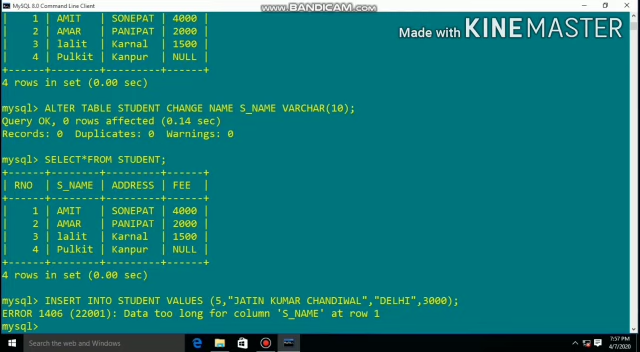 MySQL 8.0 Command Line Client
www.BANDICAM.com
Made with KINEMASTER
| 1 | AMIT | SONEPAT | 4000 |
| 2 | AMAR | PANIPAT | 2000 |
| 3 | lalit | Karnal | 1500 |
| 4 | Pulkit | Kanpur | NULL |
+------+--------+---------+------+
4 rows in set (0.00 sec)
mysql> ALTER TABLE STUDENT CHANGE NAME S_NAME VARCHAR(10);
Query OK, 0 rows affected (0.14 sec)
Records: 0 Duplicates: 0 Warnings: 0
mysql> SELECT*FROM STUDENT;
+------+--------+---------+------+
| RNO | S_NAME | ADDRESS | FEE |
+------+--------+---------+------+
| 1 | AMIT | SONEPAT | 4000 |
| 2 | AMAR | PANIPAT | 2000 |
| 3 | lalit | Karnal | 1500 |
| 4 | Pulkit | Kanpur | NULL |
+------+--------+---------+------+
4 rows in set (0.00 sec)
mysql> INSERT INTO STUDENT VALUES (5,"JATIN KUMAR CHANDIWAL","DELHI",3000);
ERROR 1406 (22001): Data too long for column 'S_NAME' at row 1
mysql>
Search the web and Windows
7:57 PM
4/7/2020